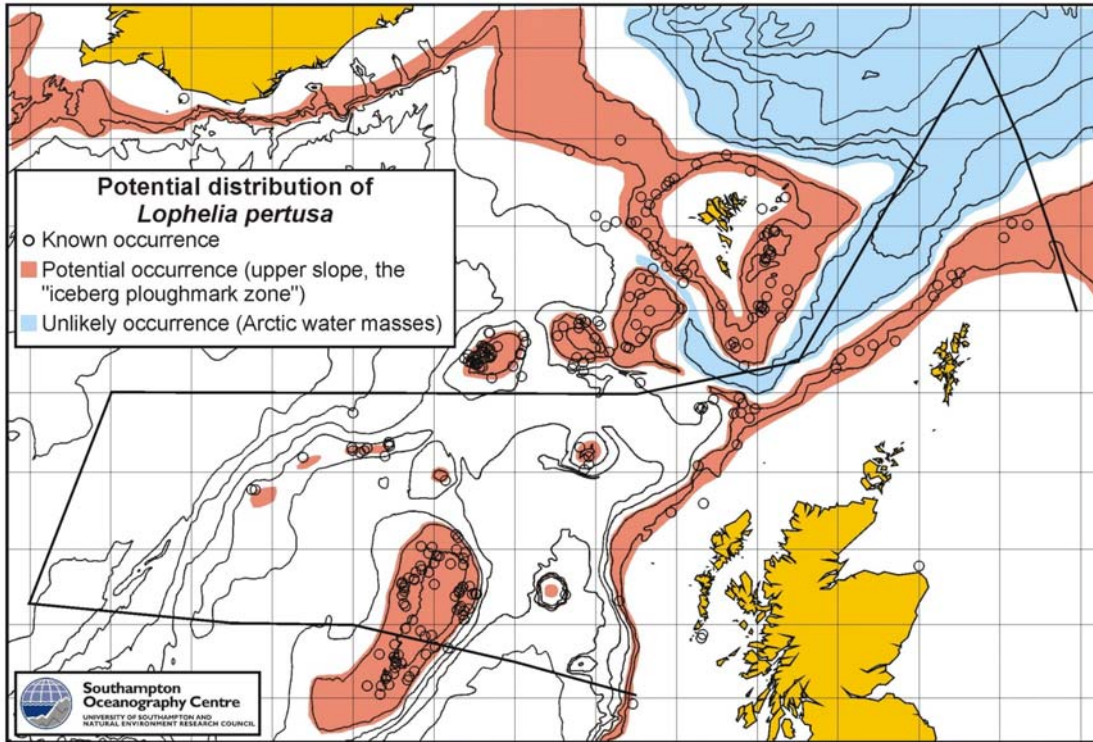 Potential distribution of
Lophelia pertusa
Known occurrence
Potential occurrence (upper slope, the
"iceberg ploughmark zone")
Unlikely occurrence (Arctic water masses)
Southampton
Oceanography Centre
UNIVERSITY OF SOUTHAMPTON AND
NATURAL ENVIRONMENT RESEARCH COUNCIL